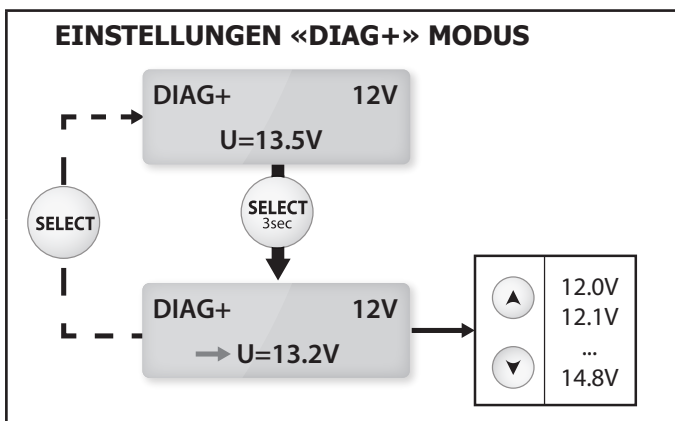 EINSTELLUNGEN «DIAG+» MODUS
DIAG+ 12V
U=13.5V
SELECT
SELECT
3sec
DIAG+ 12V
U=13.2V
12.0V
12.1V
...
14.8V